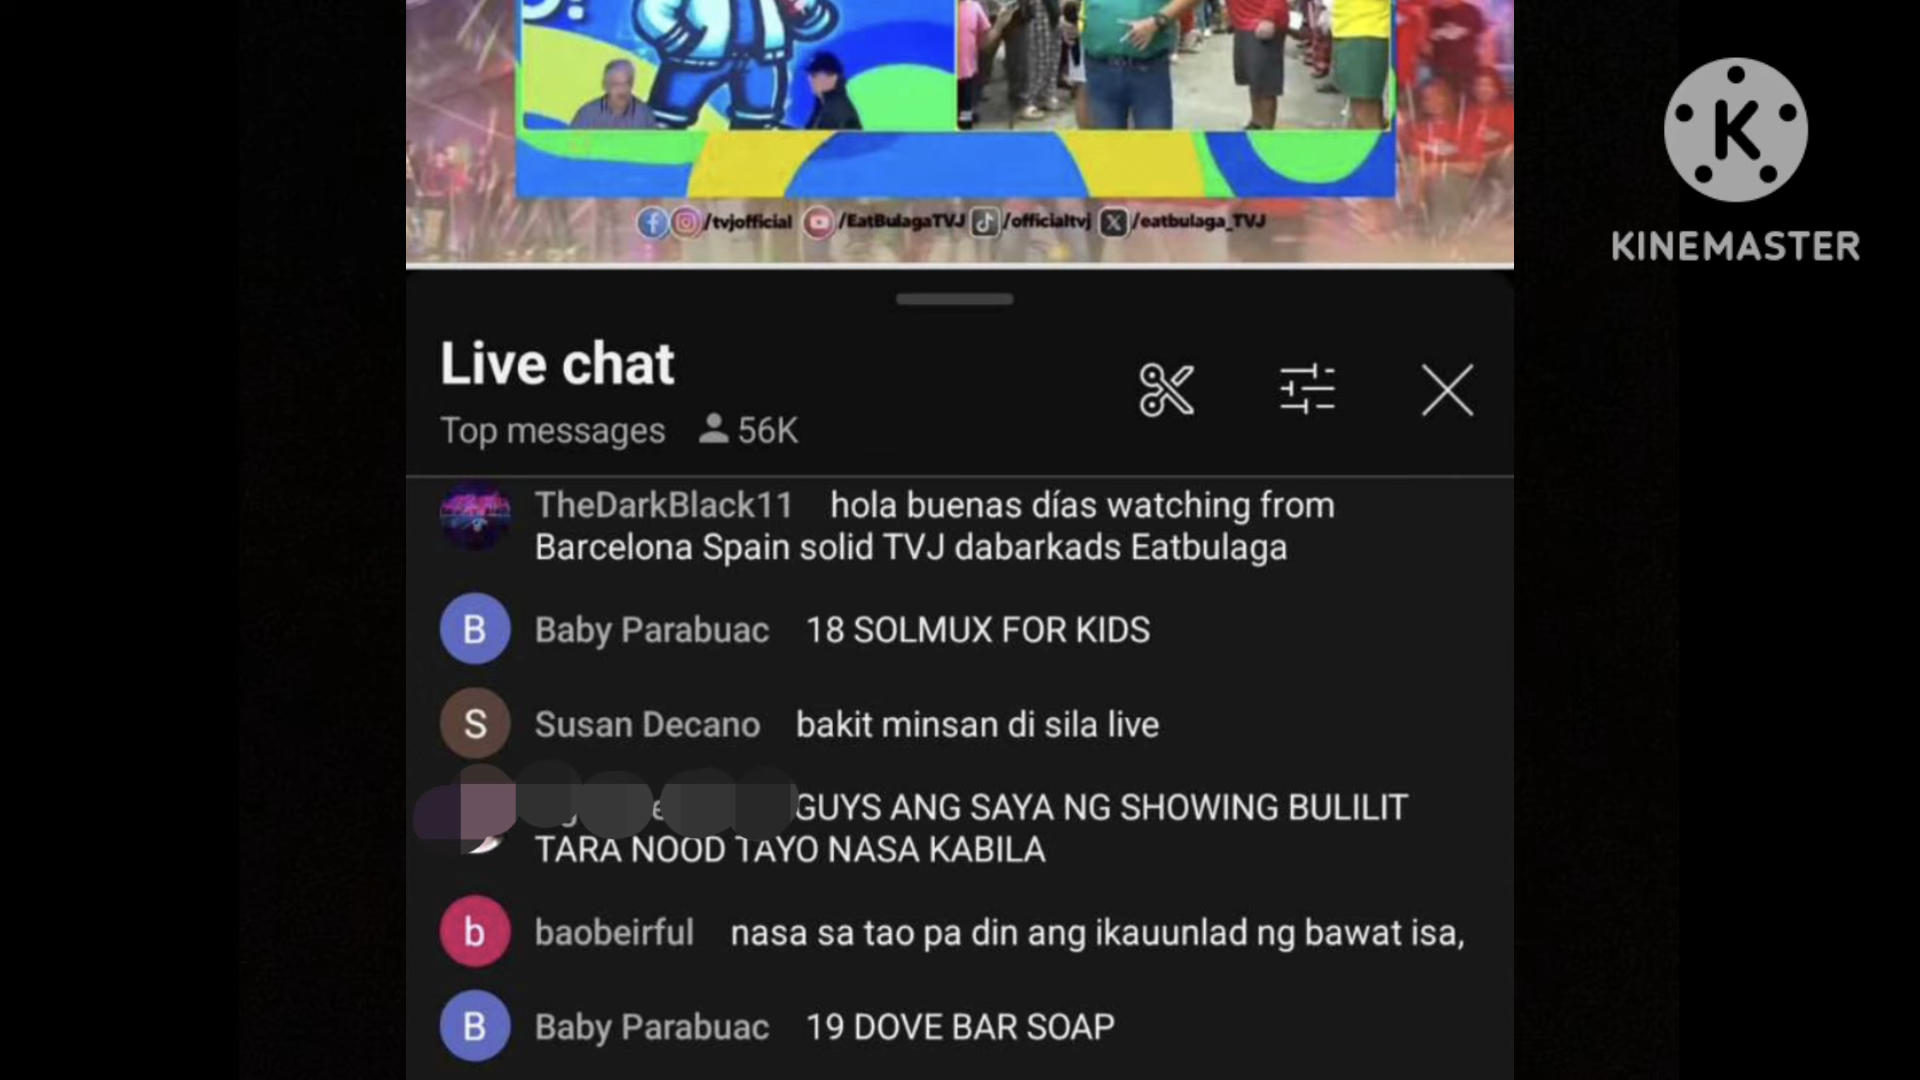 /tvjofficial /EatBulagaTVJ /officialtvj /eatbulaga_TVJ
K
KINEMASTER
Live chat
Top messages 56K
TheDarkBlack11 hola buenas días watching from
Barcelona Spain solid TVJ dabarkads Eatbulaga
B Baby Parabuac 18 SOLMUX FOR KIDS
S Susan Decano bakit minsan di sila live
GUYS ANG SAYA NG SHOWING BULILIT
TARA NOOD TAYO NASA KABILA
b baobeirful nasa sa tao pa din ang ikauunlad ng bawat isa,
B Baby Parabuac 19 DOVE BAR SOAP